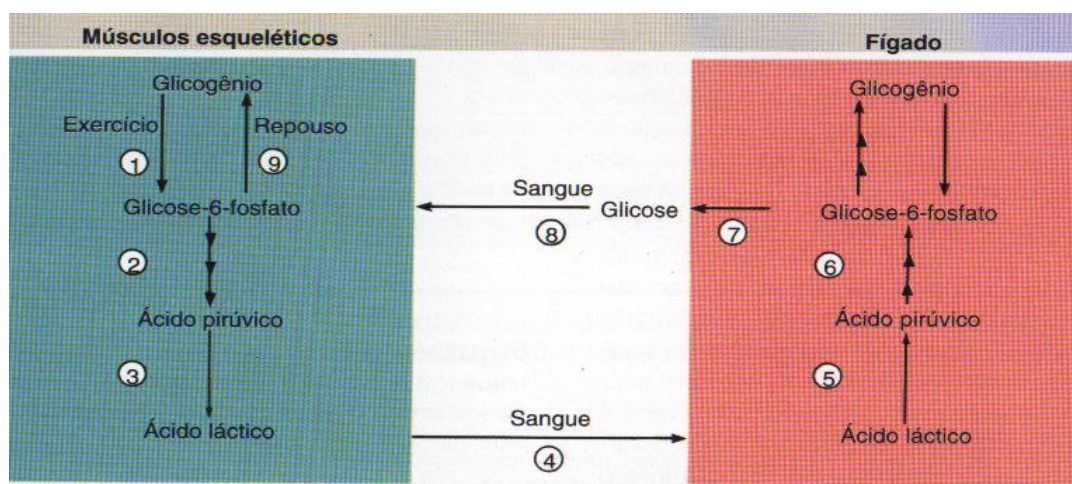 Músculos esqueléticos
Fígado
Glicogênio
Exercício
Repouso
1
9
Glicose-6-fosfato
2
Ácido pirúvico
3
Ácido láctico
Sangue
8
Glicose
7
Sangue
4
Glicogênio
Glicose-6-fosfato
6
Ácido pirúvico
5
Ácido láctico